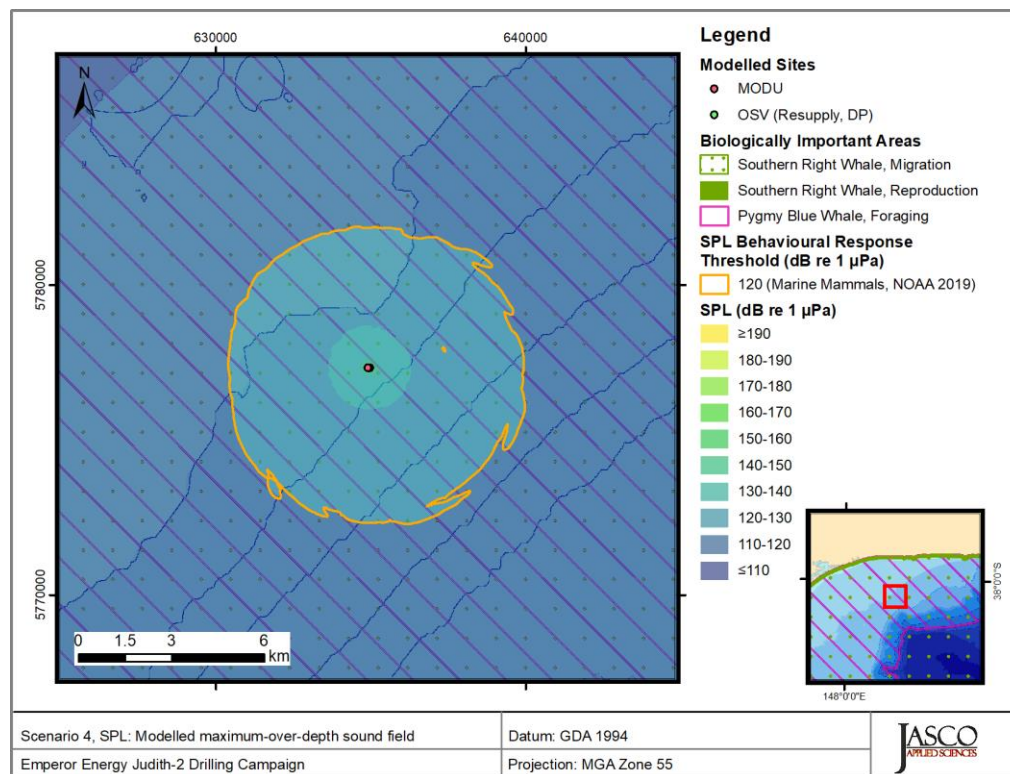 630000
640000
N
5780000
5770000
0 1.5 3 6
km
Legend
Modelled Sites
MODU
OSV (Resupply, DP)
Biologically Important Areas
Southern Right Whale, Migration
Southern Right Whale, Reproduction
Pygmy Blue Whale, Foraging
SPL Behavioural Response
Threshold (dB re 1 µPa)
120 (Marine Mammals, NOAA 2019)
SPL (dB re 1 µPa)
≥190
180-190
170-180
160-170
150-160
140-150
130-140
120-130
110-120
≤110
38°0'0"S
148°0'0"E
Scenario 4, SPL: Modelled maximum-over-depth sound field
Datum: GDA 1994
Emperor Energy Judith-2 Drilling Campaign
Projection: MGA Zone 55
JASCO
APPLIED SCIENCES